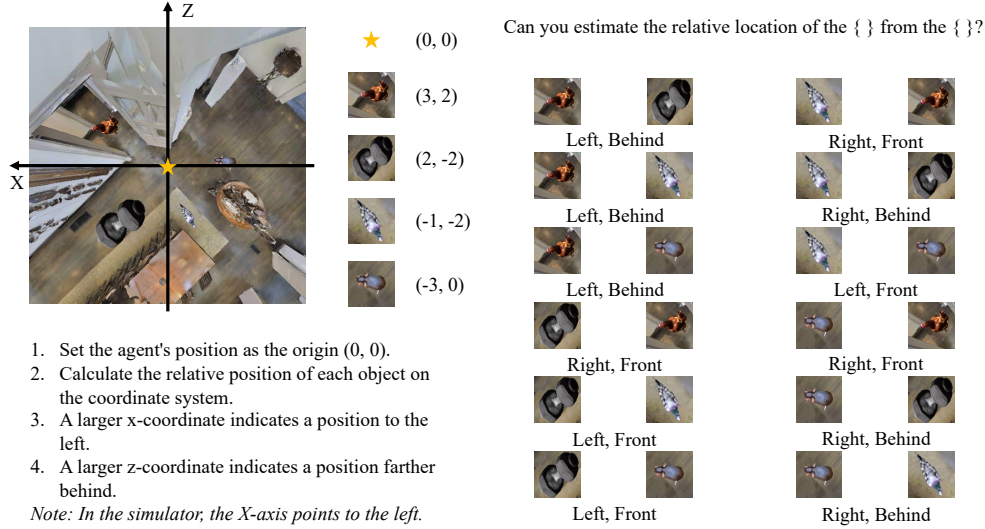 Z
X
(0, 0)
(3, 2)
(2, -2)
(-1, -2)
(-3, 0)
1. Set the agent's position as the origin (0, 0).
2. Calculate the relative position of each object on
the coordinate system.
3. A larger x-coordinate indicates a position to the
left.
4. A larger z-coordinate indicates a position farther
behind.
Note: In the simulator, the X-axis points to the left.
Can you estimate the relative location of the { } from the { }?
Left, Behind
Right, Front
Left, Behind
Right, Behind
Left, Behind
Left, Front
Right, Front
Right, Front
Left, Front
Right, Behind
Left, Front
Right, Behind